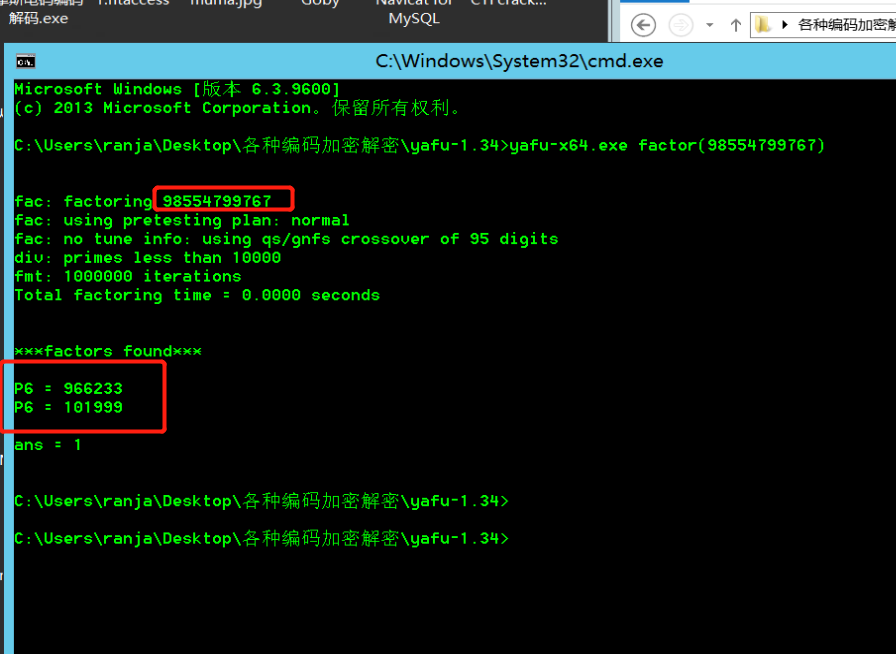 解码.exe
MySQL
各种编码加密解
C:\Windows\System32\cmd.exe
Microsoft Windows [版本 6.3.9600]
(c) 2013 Microsoft Corporation。保留所有权利。
C:\Users\ranja\Desktop\各种编码加密解密\yafu-1.34>yafu-x64.exe factor(98554799767)
fac: factoring 98554799767
fac: using pretesting plan: normal
fac: no tune info: using qs/gnfs crossover of 95 digits
div: primes less than 10000
fmt: 1000000 iterations
Total factoring time = 0.0000 seconds
***factors found***
P6 = 966233
P6 = 101999
ans = 1
C:\Users\ranja\Desktop\各种编码加密解密\yafu-1.34>
C:\Users\ranja\Desktop\各种编码加密解密\yafu-1.34>